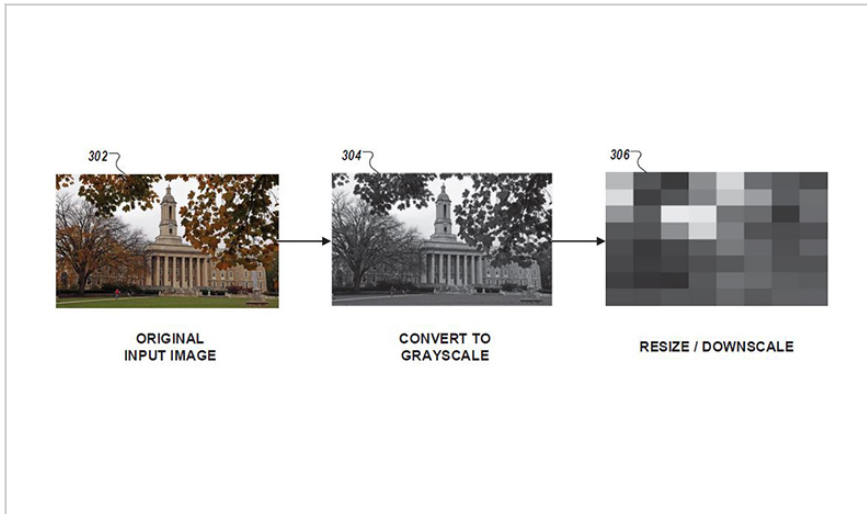 302
304
306
ORIGINAL
INPUT IMAGE
CONVERT TO
GRAYSCALE
RESIZE / DOWNSCALE